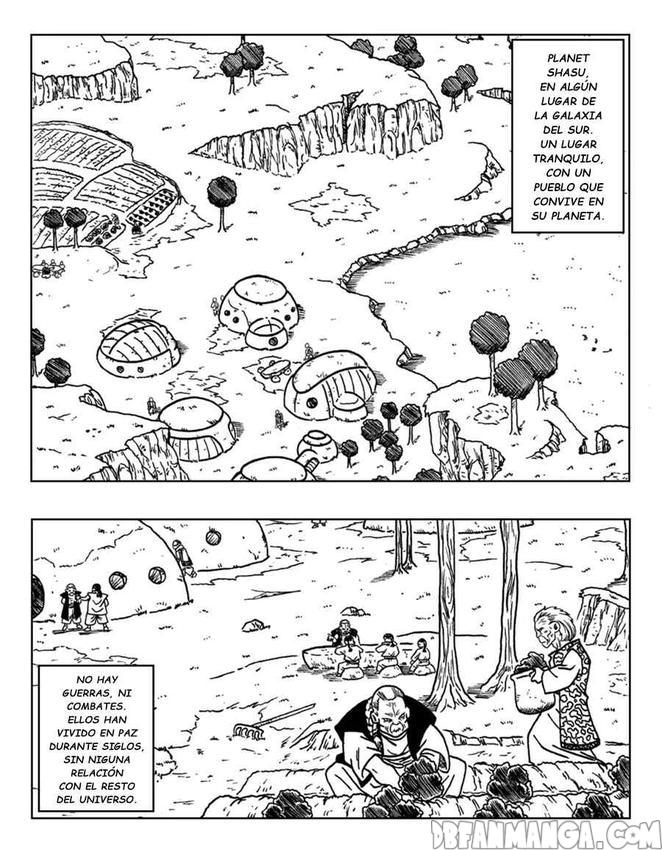 PLANET
SHASU,
EN ALGÚN
LUGAR DE
LA GALAXIA
DEL SUR.
UN LUGAR
TRANQUILO,
CON UN
PUEBLO QUE
CONVIVE EN
SU PLANETA.
NO HAY
GUERRAS, NI
COMBATES.
ELLOS HAN
VIVIDO EN PAZ
DURANTE SIGLOS,
SIN NIGUNA
RELACIÓN
CON EL RESTO
DEL UNIVERSO.
DBFANMANGA.COM